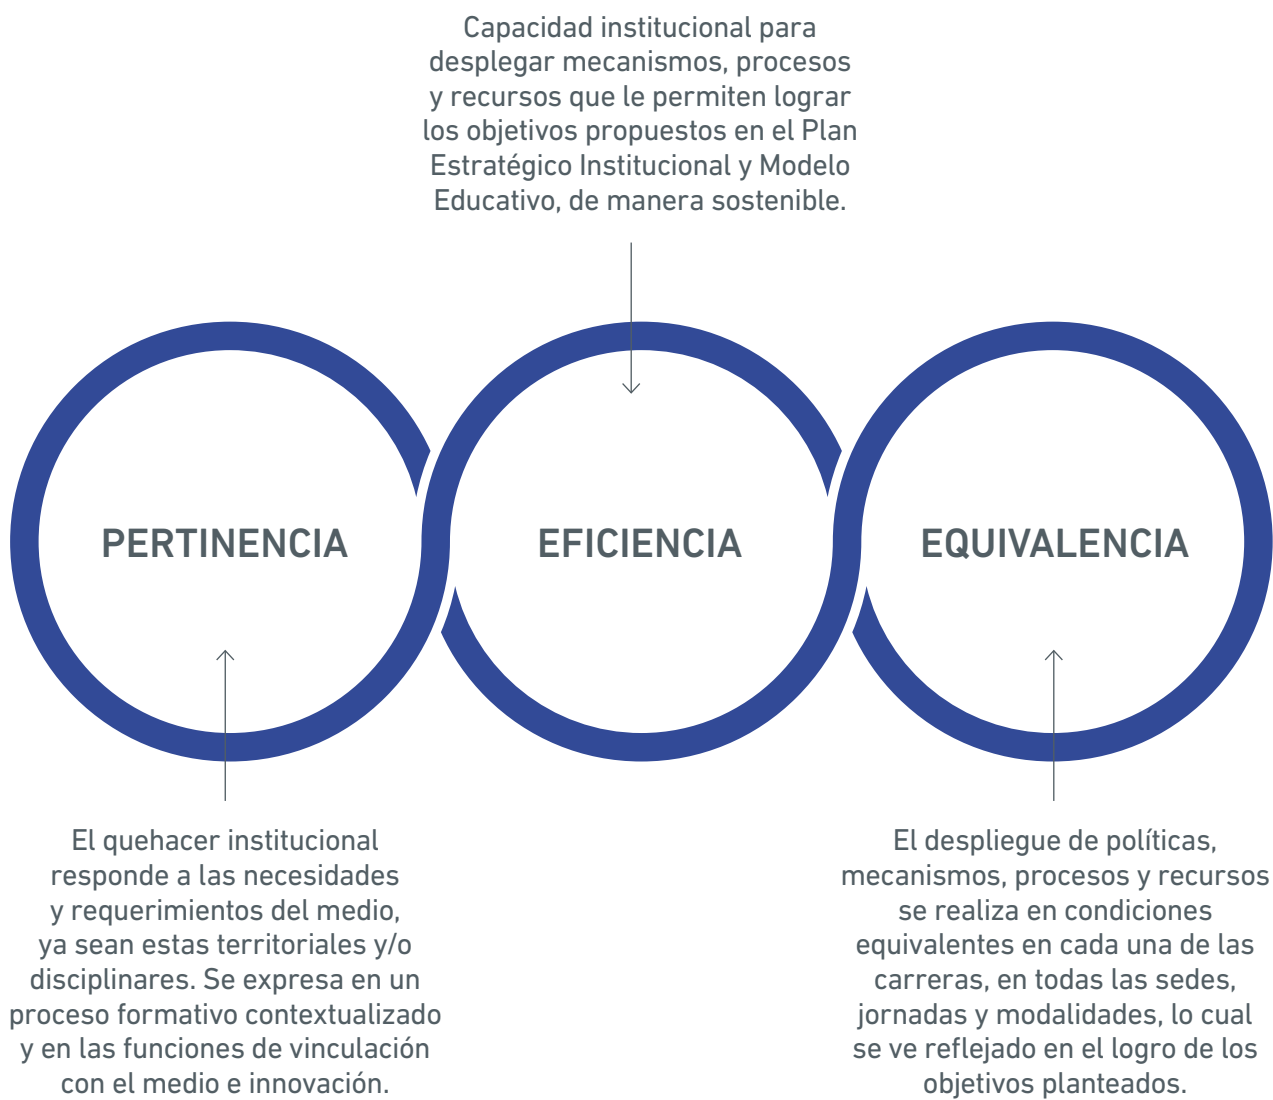 Capacidad institucional para
desplegar mecanismos, procesos
y recursos que le permiten lograr
los objetivos propuestos en el Plan
Estratégico Institucional y Modelo
Educativo, de manera sostenible.
PERTINENCIA
EFICIENCIA
EQUIVALENCIA
El quehacer institucional
responde a las necesidades
y requerimientos del medio,
ya sean estas territoriales y/o
disciplinares. Se expresa en un
proceso formativo contextualizado
y en las funciones de vinculación
con el medio e innovación.
El despliegue de políticas,
mecanismos, procesos y recursos
se realiza en condiciones
equivalentes en cada una de las
carreras, en todas las sedes,
jornadas y modalidades, lo cual
se ve reflejado en el logro de los
objetivos planteados.